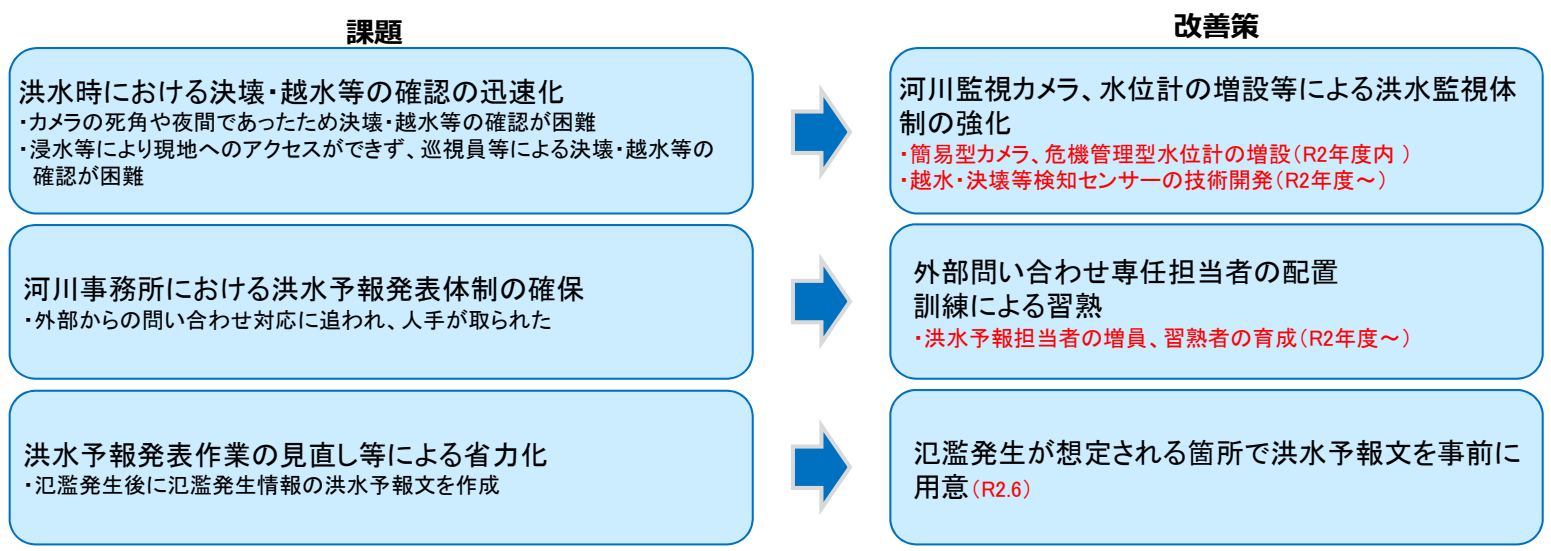 課題
洪水時における決壊・越水等の確認の迅速化
・カメラの死角や夜間であったため決壊・越水等の確認が困難
・浸水等により現地へのアクセスができず、巡視員等による決壊・越水等の
確認が困難
河川事務所における洪水予報発表体制の確保
・外部からの問い合わせ対応に追われ、人手が取られた
洪水予報発表作業の見直し等による省力化
・氾濫発生後に氾濫発生情報の洪水予報文を作成
改善策
河川監視カメラ、水位計の増設等による洪水監視体
制の強化
・簡易型カメラ、危機管理型水位計の増設（R2年度内 ）
・越水・決壊等検知センサーの技術開発（R2年度～）
外部問い合わせ専任担当者の配置
訓練による習熟
・洪水予報担当者の増員、習熟者の育成（R2年度～）
氾濫発生が想定される箇所で洪水予報文を事前に
用意（R2.6）